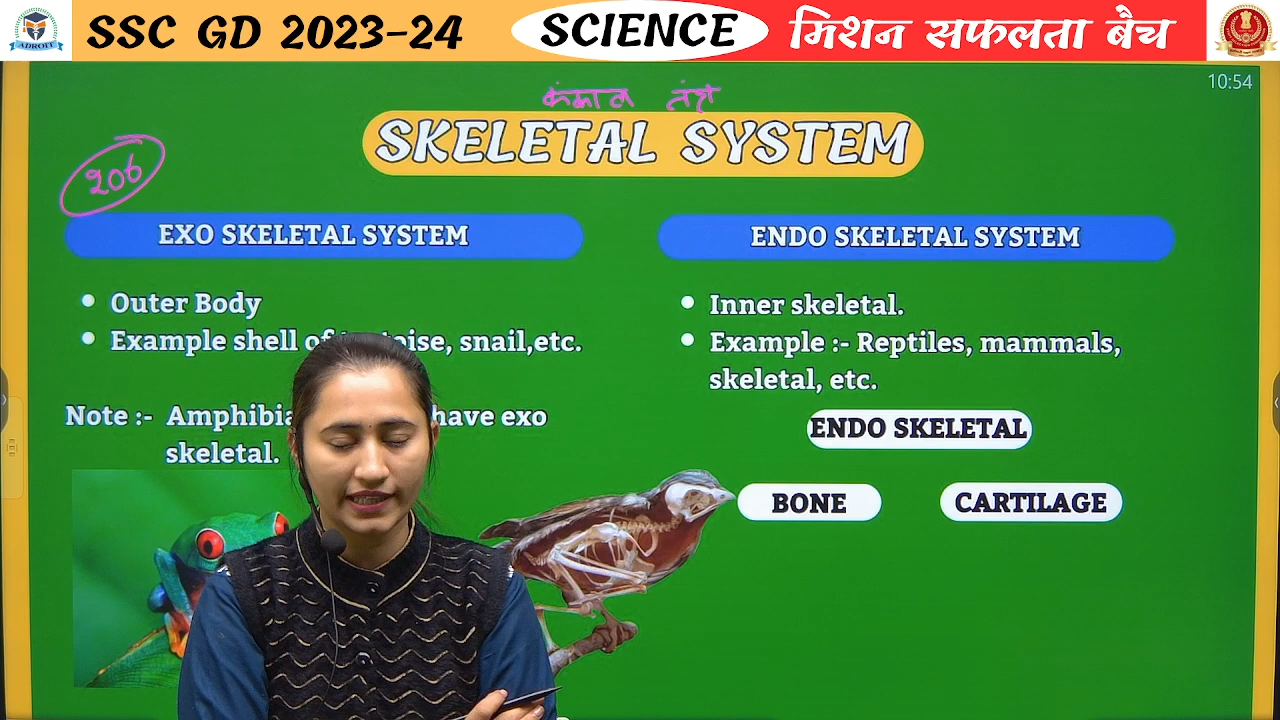 SSC GD 2023-24
SCIENCE
मिशन सफलता बैच
ADROIT
10:54
कंकाल तंत्र
SKELETAL SYSTEM
206
EXO SKELETAL SYSTEM
Outer Body
Example shell of tortoise, snail,etc.
Note :- Amphibia have exo
skeletal.
ENDO SKELETAL SYSTEM
Inner skeletal.
Example :- Reptiles, mammals,
skeletal, etc.
ENDO SKELETAL
BONE
CARTILAGE